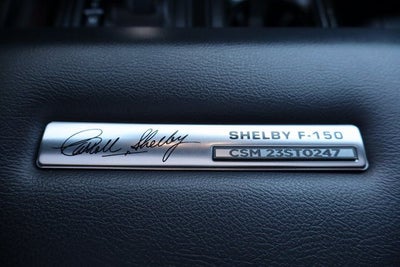 Carroll Shelby
SHELBY F-150
CSM 23ST0247